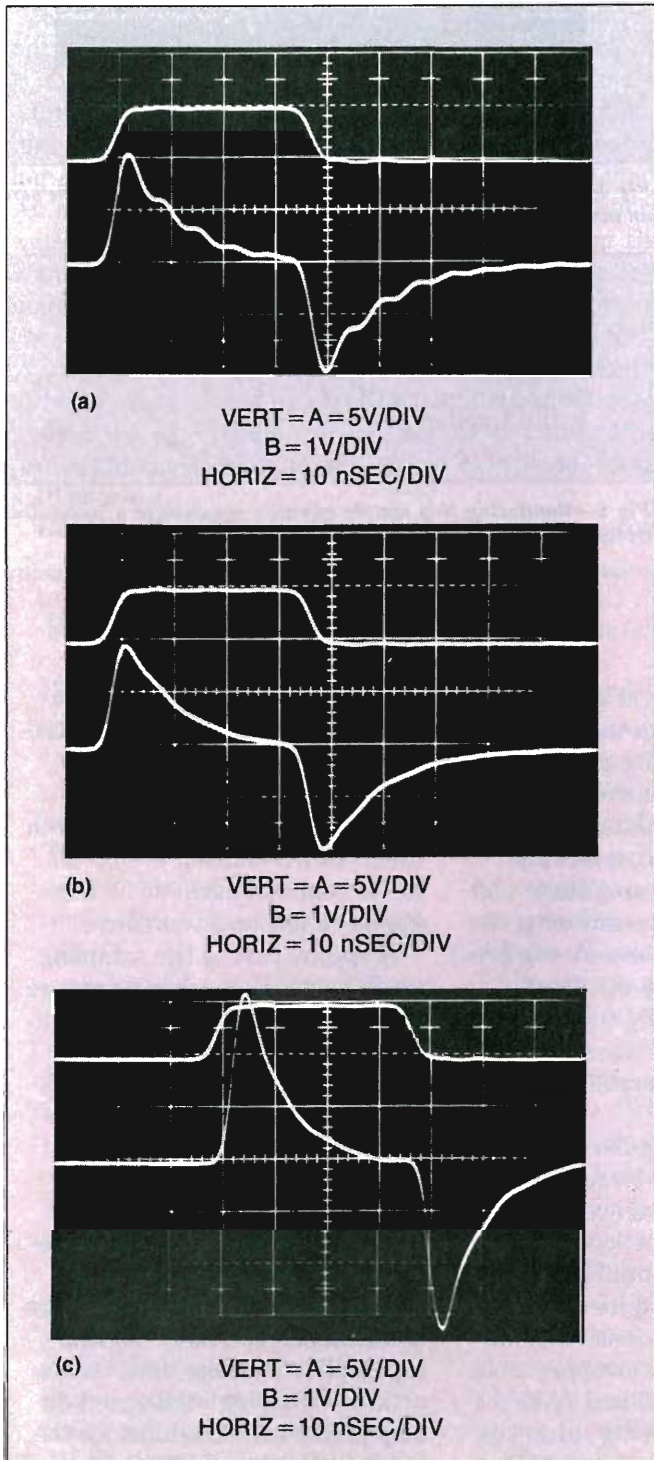 (a)
VERT = A = 5V/DIV
B = 1V/DIV
HORIZ = 10 nSEC/DIV
(b)
VERT = A = 5V/DIV
B = 1V/DIV
HORIZ = 10 nSEC/DIV
(c)
VERT = A = 5V/DIV
B = 1V/DIV
HORIZ = 10 nSEC/DIV